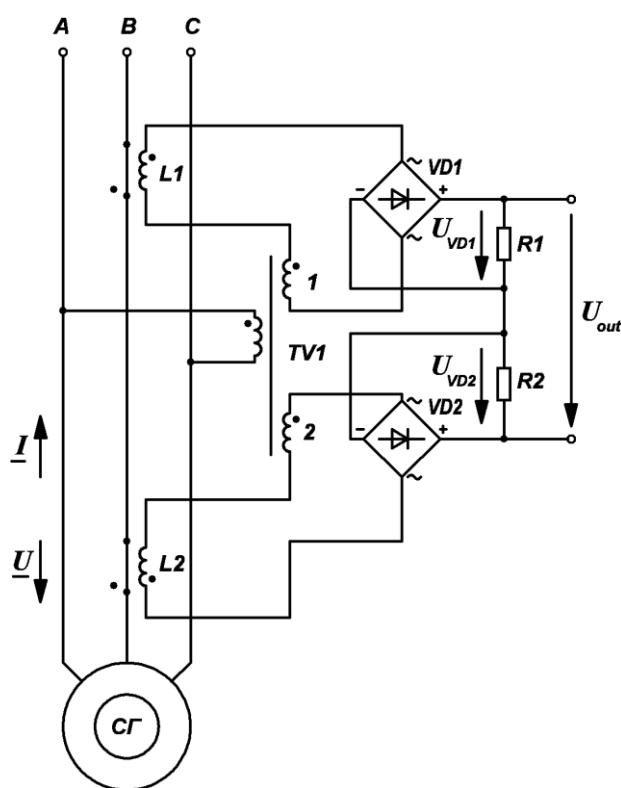 A B C
L1
VD1
~
-
+
U_VD1
R1
~
1
U_out
TV1
U_VD2
R2
~
VD2
I
2
-
+
~
U
L2
СГ